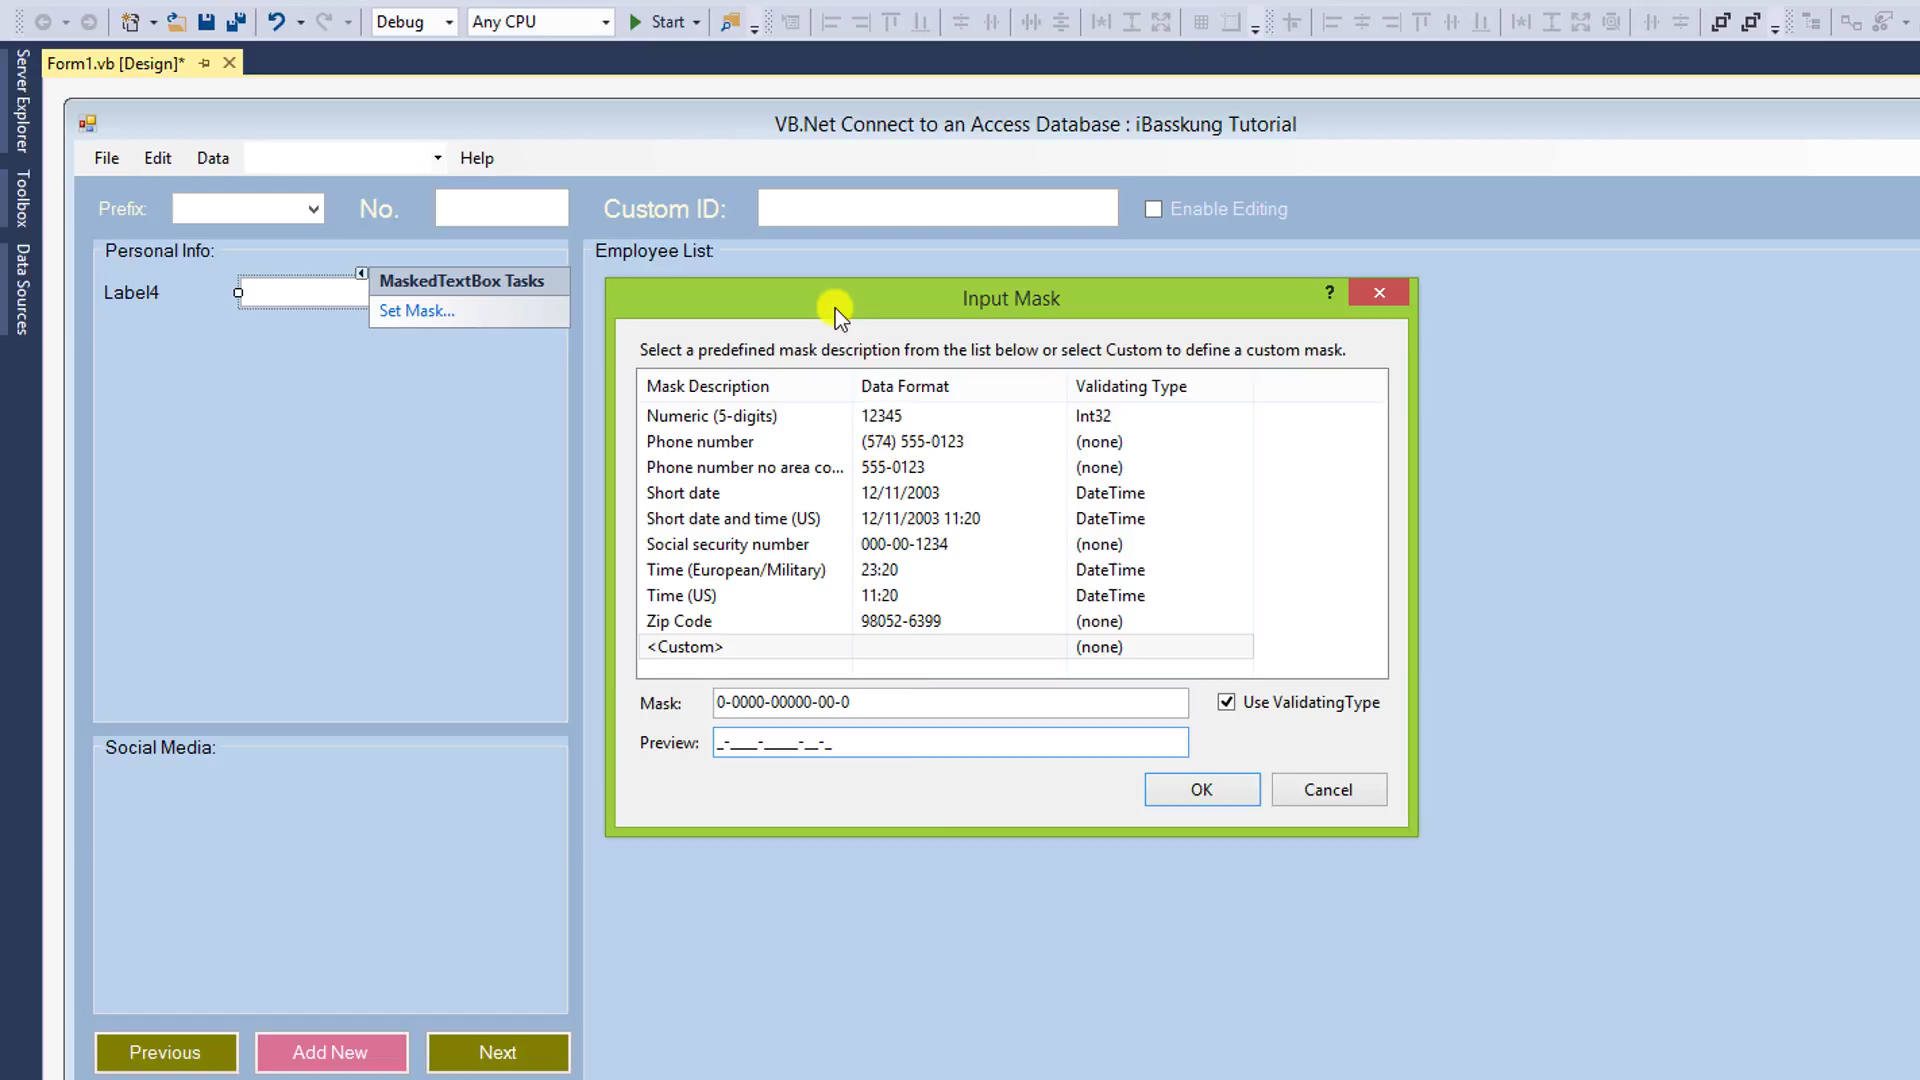 Debug Any CPU Start
Form1.vb [Design]*
Server Explorer
Toolbox
Data Sources
VB.Net Connect to an Access Database : iBasskung Tutorial
File Edit Data Help
Prefix: No. Custom ID: Enable Editing
Personal Info:
Employee List:
Label4
MaskedTextBox Tasks
Set Mask...
Input Mask
?
Select a predefined mask description from the list below or select Custom to define a custom mask.
Mask Description Data Format Validating Type
Numeric (5-digits) 12345 Int32
Phone number (574) 555-0123 (none)
Phone number no area co... 555-0123 (none)
Short date 12/11/2003 DateTime
Short date and time (US) 12/11/2003 11:20 DateTime
Social security number 000-00-1234 (none)
Time (European/Military) 23:20 DateTime
Time (US) 11:20 DateTime
Zip Code 98052-6399 (none)
<Custom> (none)
Mask: 0-0000-00000-00-0 Use ValidatingType
Preview: _-____-_____-__-_
OK Cancel
Social Media:
Previous Add New Next